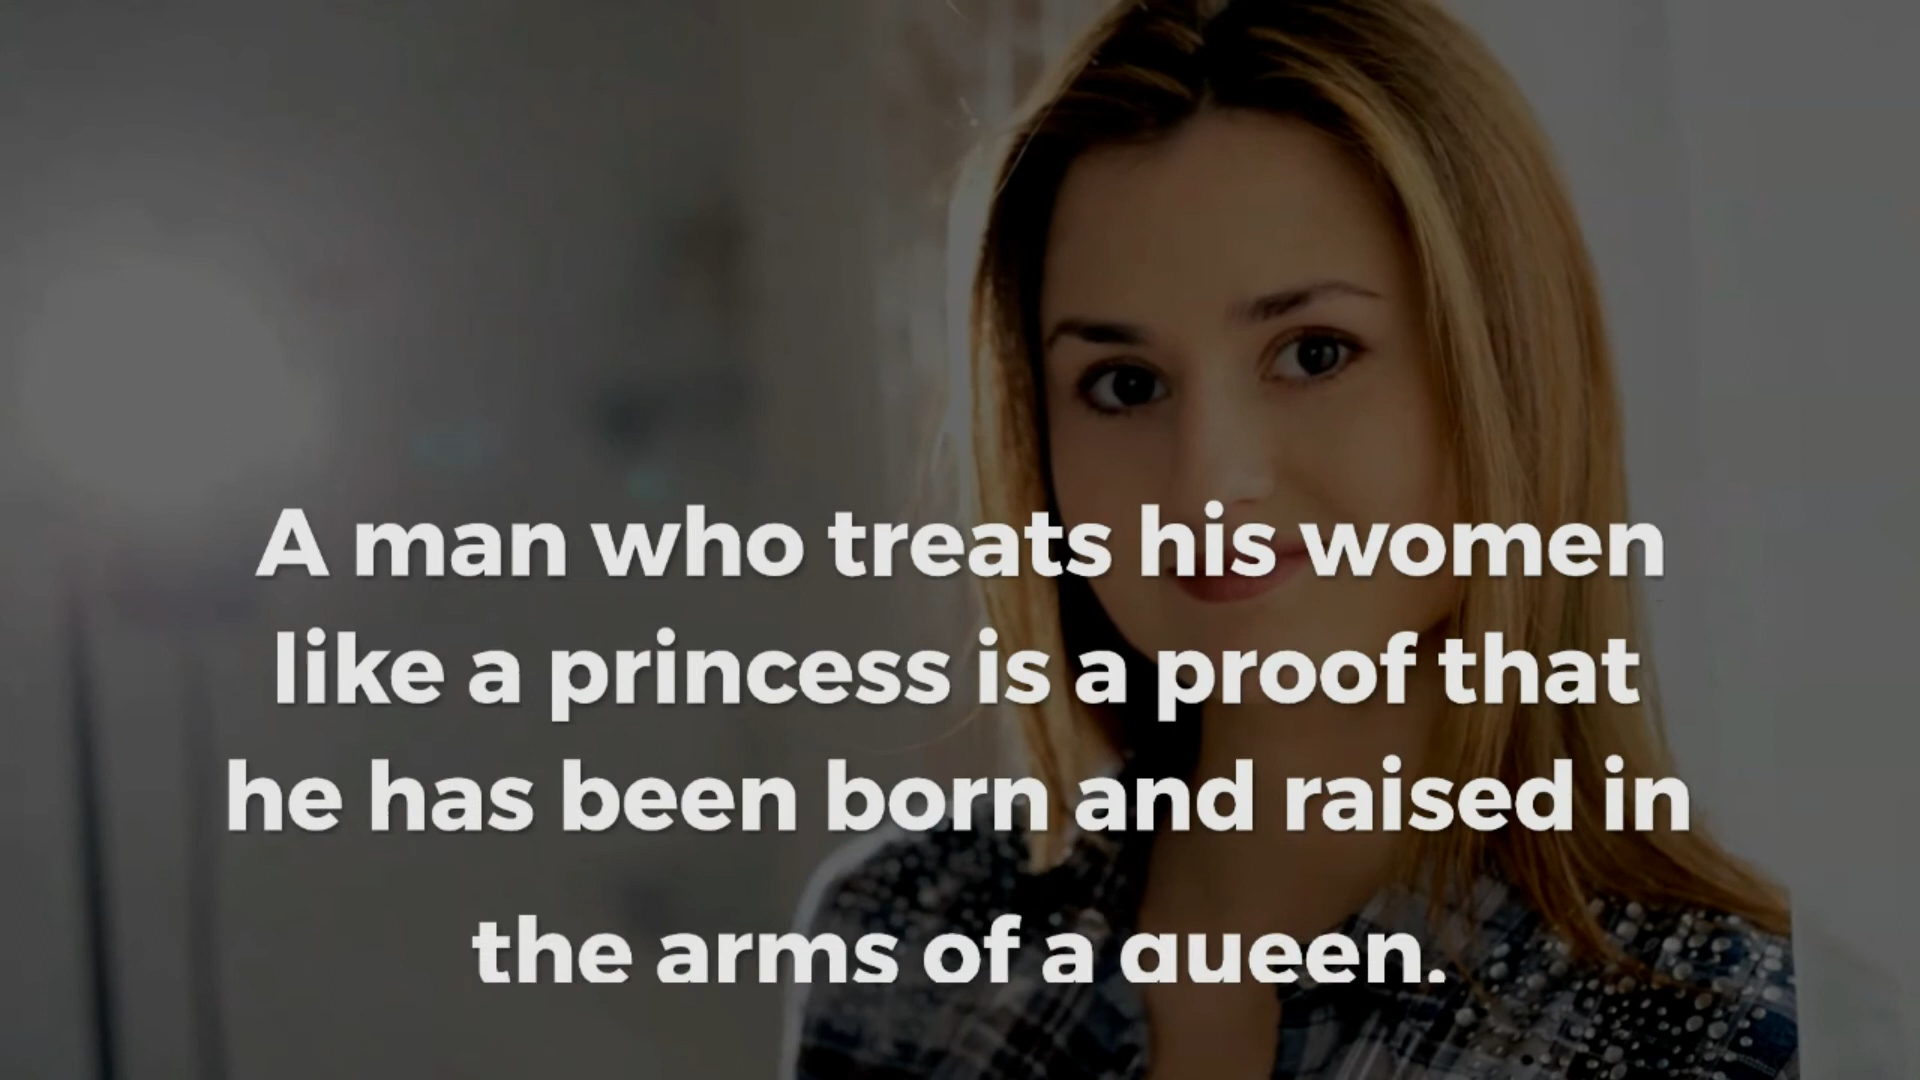 A man who treats his women
like a princess is a proof that
he has been born and raised in
the arms of a queen.